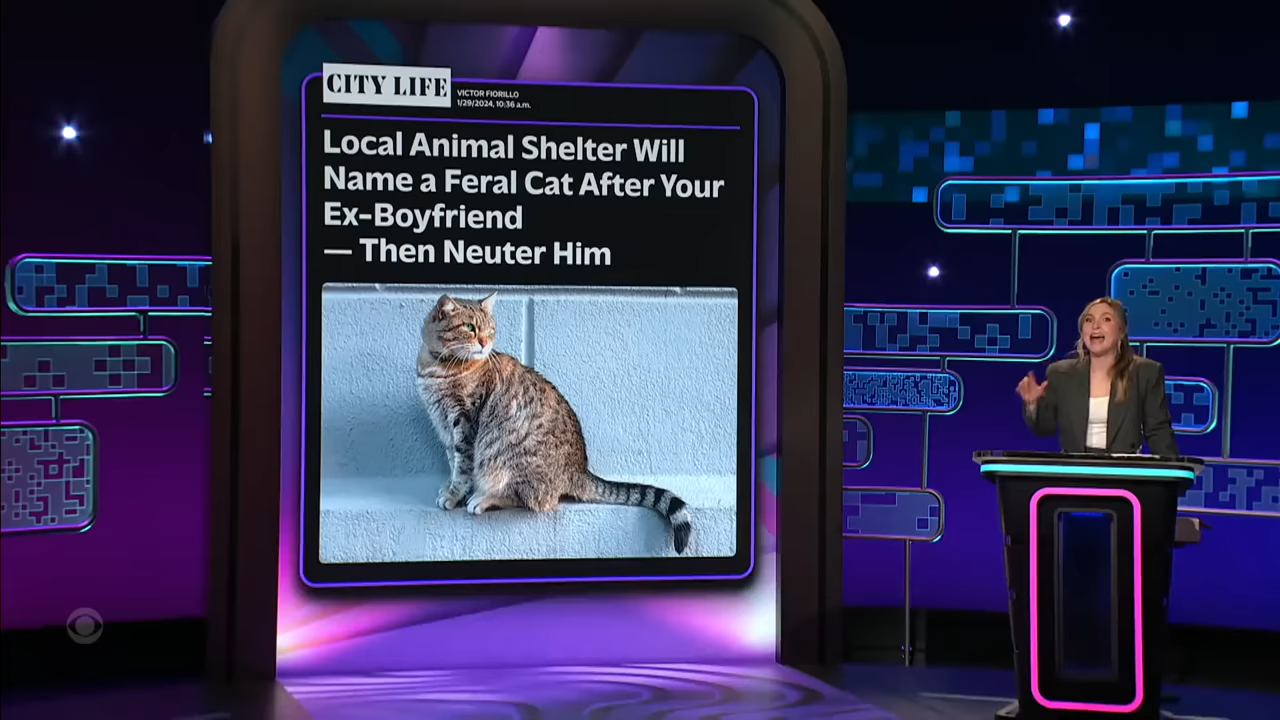 CITY LIFE
VICTOR FIORILLO
1/29/2024, 10:36 a.m.
Local Animal Shelter Will
Name a Feral Cat After Your
Ex-Boyfriend
— Then Neuter Him